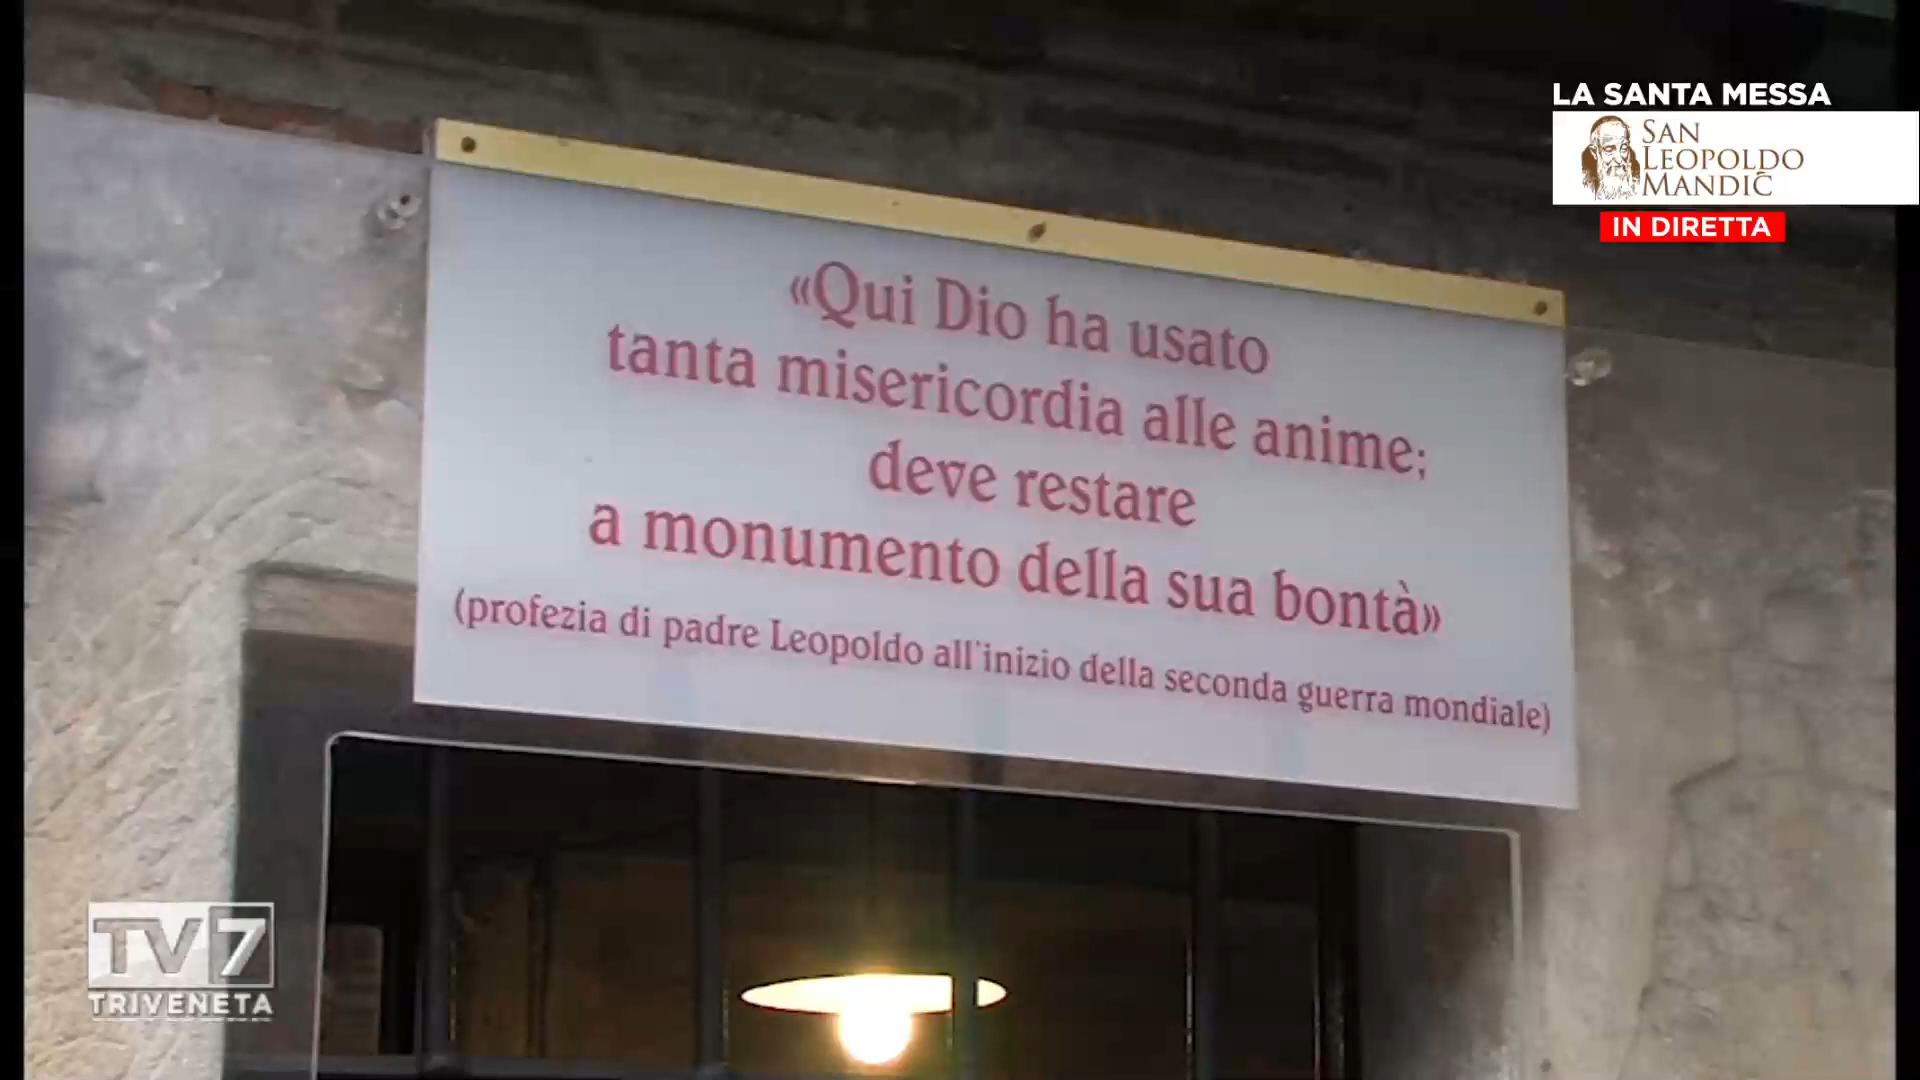 LA SANTA MESSA
SAN
LEOPOLDO
MANDIĆ
IN DIRETTA
«Qui Dio ha usato
tanta misericordia alle anime;
deve restare
a monumento della sua bontà»
(profezia di padre Leopoldo all'inizio della seconda guerra mondiale)
TV7
TRIVENETA